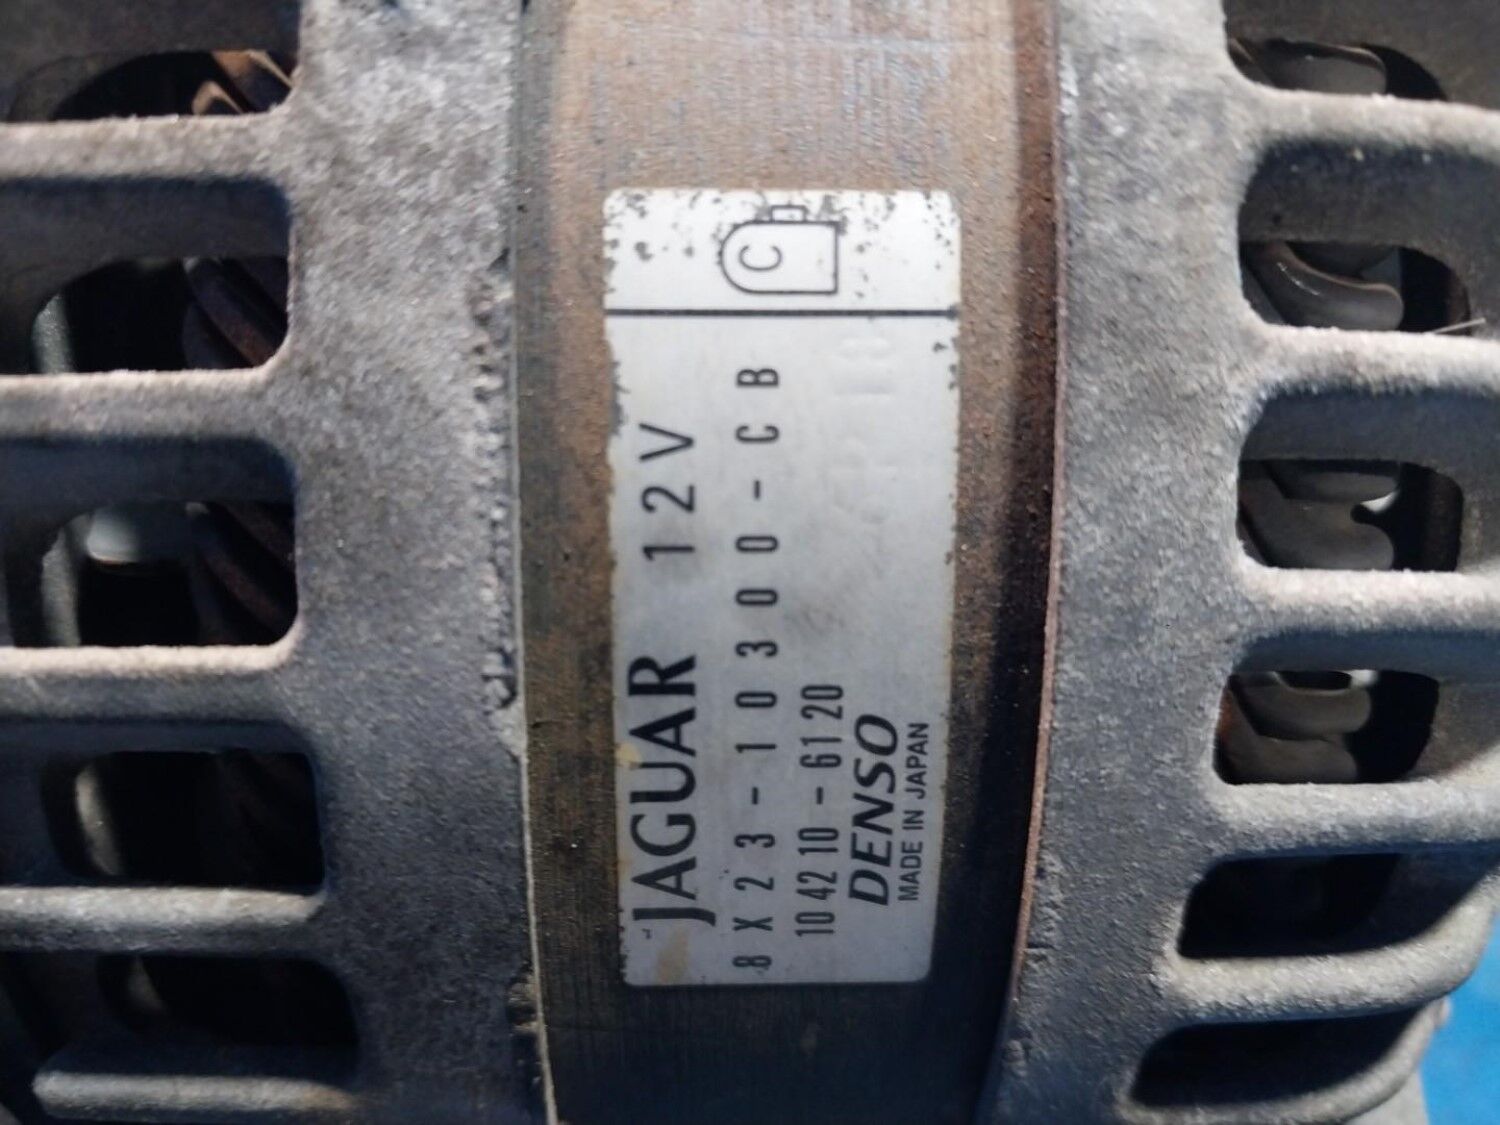 C
JAGUAR 12V
8X23-10300-CB
104210-6120
DENSO
MADE IN JAPAN